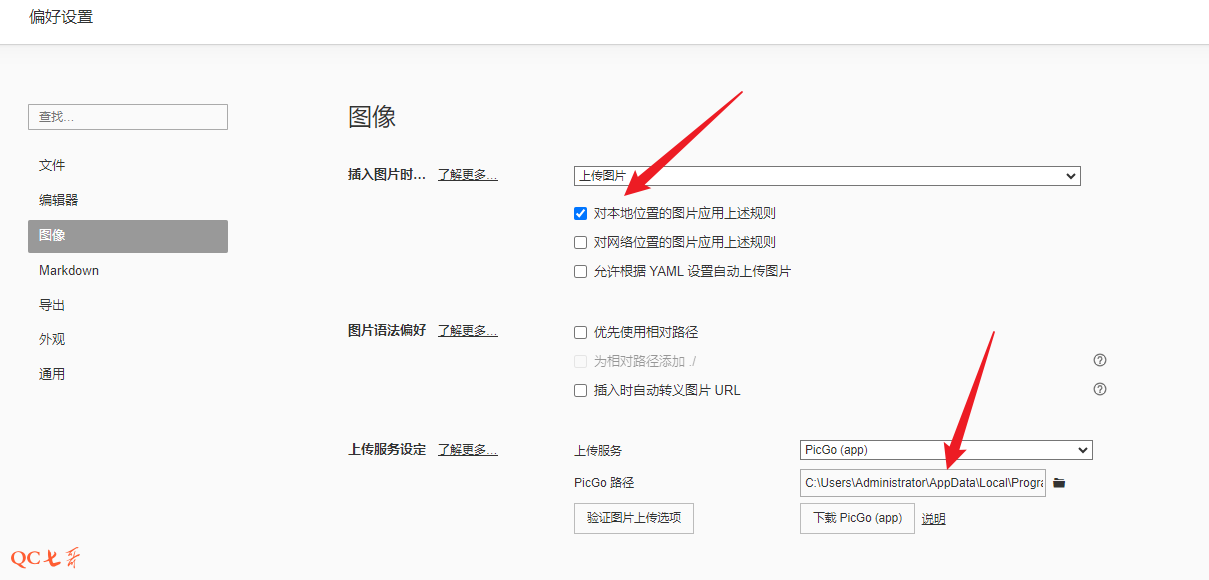 偏好设置
查找...
文件
编辑器
图像
Markdown
导出
外观
通用
图像
插入图片时... 了解更多...
上传图片
对本地位置的图片应用上述规则
对网络位置的图片应用上述规则
允许根据 YAML 设置自动上传图片
图片语法偏好 了解更多...
优先使用相对路径
为相对路径添加 ./
插入时自动转义图片 URL
上传服务设定 了解更多...
上传服务 PicGo (app)
PicGo 路径 C:\Users\Administrator\AppData\Local\Progra
验证图片上传选项 下载 PicGo (app) 说明
QC七哥